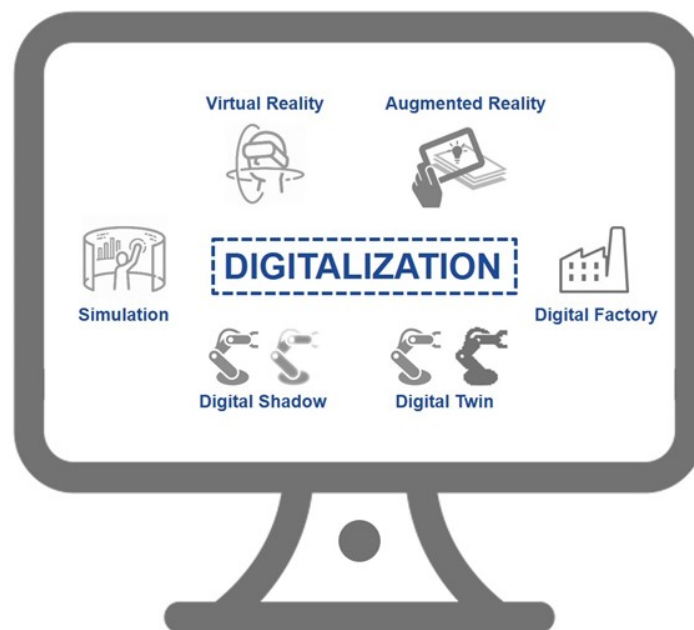 Virtual Reality
Augmented Reality
DIGITALIZATION
Simulation
Digital Factory
Digital Shadow
Digital Twin